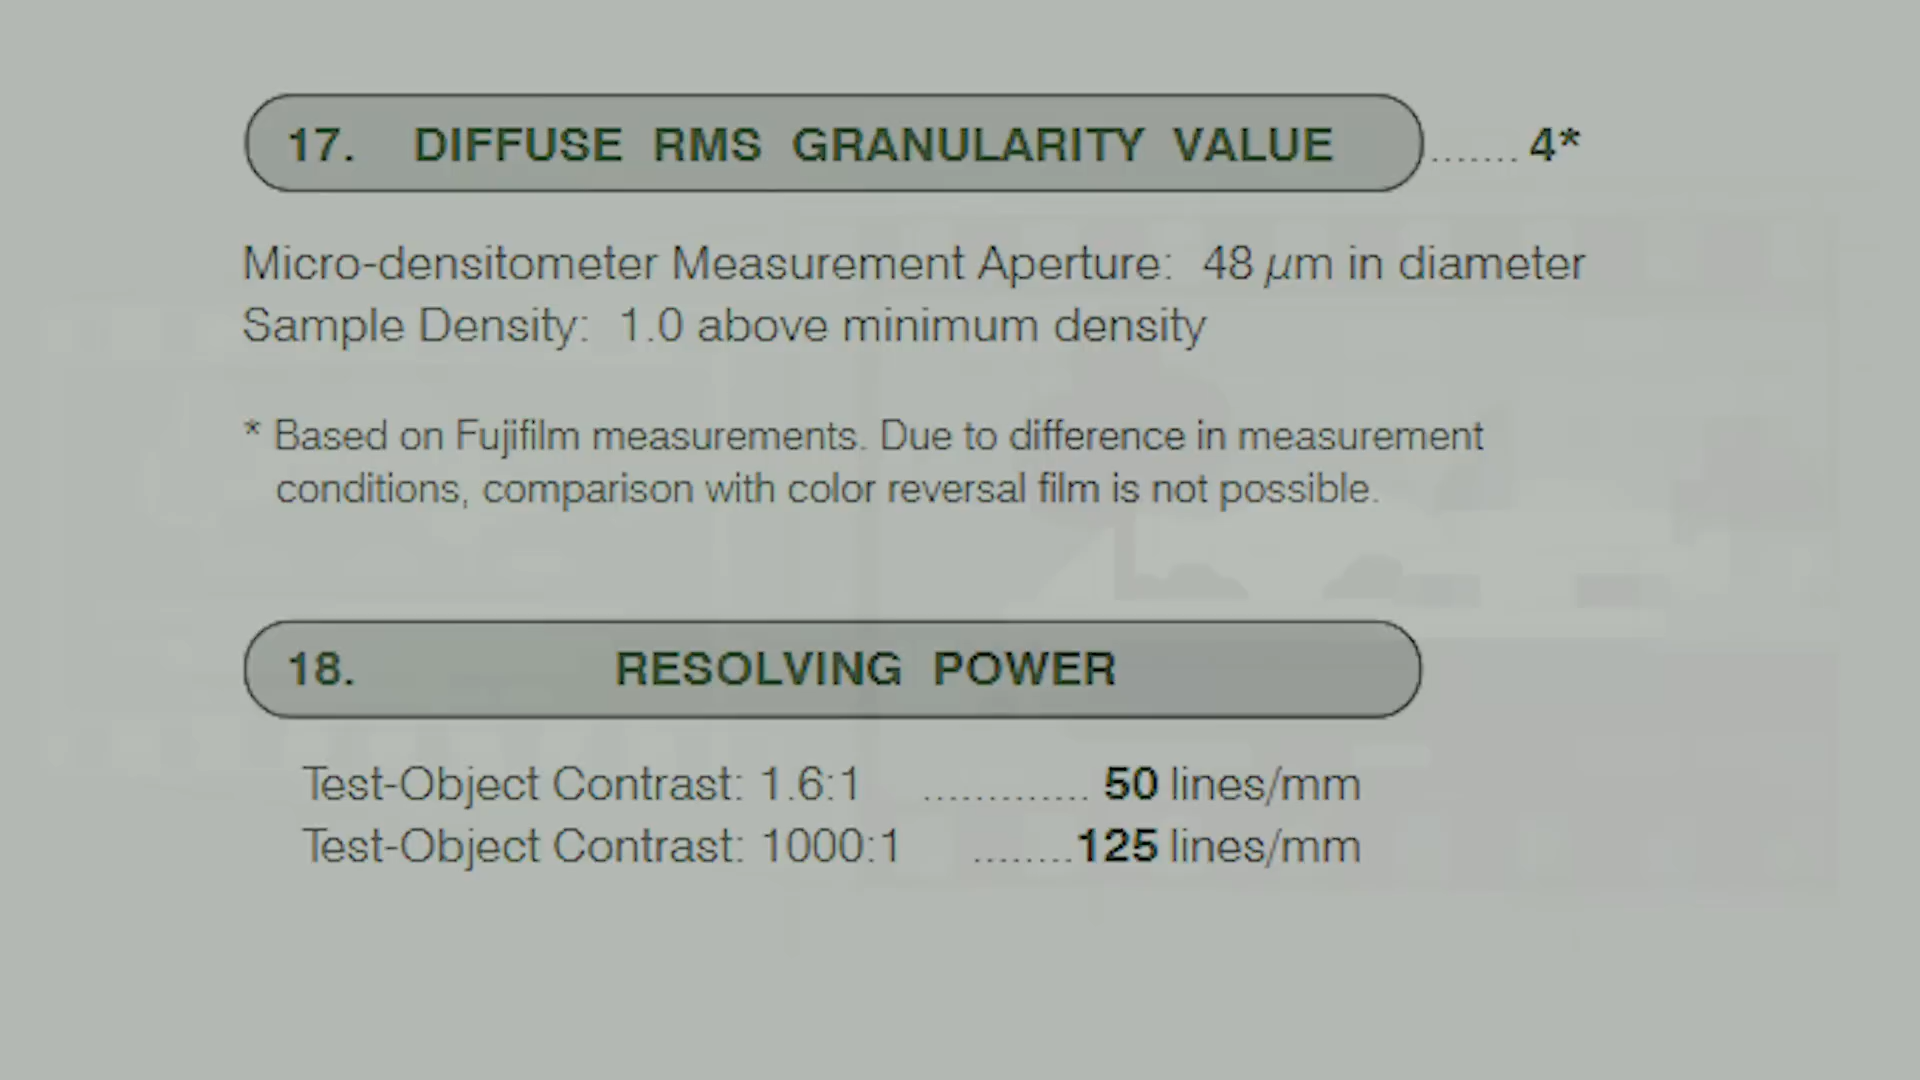 17. DIFFUSE RMS GRANULARITY VALUE ....... 4*
Micro-densitometer Measurement Aperture: 48 μm in diameter
Sample Density: 1.0 above minimum density
* Based on Fujifilm measurements. Due to difference in measurement
conditions, comparison with color reversal film is not possible.
18. RESOLVING POWER
Test-Object Contrast: 1.6:1 ............. 50 lines/mm
Test-Object Contrast: 1000:1 ........125 lines/mm